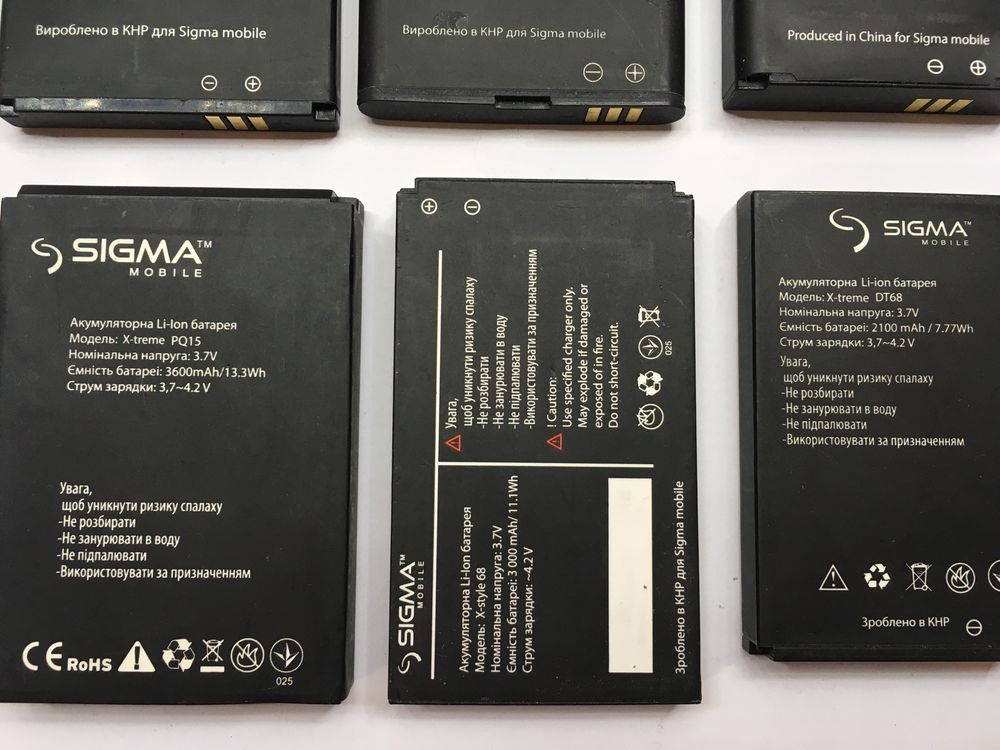 Вироблено в КНР для Sigma mobile
Вироблено в КНР для Sigma mobile
Produced in China for Sigma mobile
SIGMA™
MOBILE
Акумуляторна Li-Ion батарея
Модель: X-treme PQ15
Номінальна напруга: 3.7V
Ємність батареї: 3600mAh/13.3Wh
Струм зарядки: 3,7~4.2 V
Увага,
щоб уникнути ризику спалаху
-Не розбирати
-Не занурювати в воду
-Не підпалювати
-Використовувати за призначенням
CE RoHS
025
SIGMA™
MOBILE
Акумуляторна Li-Ion батарея
Модель: X-style 68
Номінальна напруга: 3.7V
Ємність батареї: 3 000 mAh/ 11.1Wh
Струм зарядки: ~4.2 V
Зроблено в КНР для Sigma mobile
Увага,
щоб уникнути ризику спалаху
-Не розбирати
-Не занурювати в воду
-Не підпалювати
-Використовувати за призначенням
! Caution:
Use specified charger only.
May explode if damaged or
exposed of in fire.
Do not short-circuit.
025
SIGMA™
MOBILE
Акумуляторна Li-ion батарея
Модель: X-treme DT68
Номінальна напруга: 3.7V
Ємність батареї: 2100 mAh / 7.77Wh
Струм зарядки: 3,7~4.2 V
Увага,
щоб уникнути ризику спалаху
-Не розбирати
-Не занурювати в воду
-Не підпалювати
-Використовувати за призначенням
Зроблено в КНР